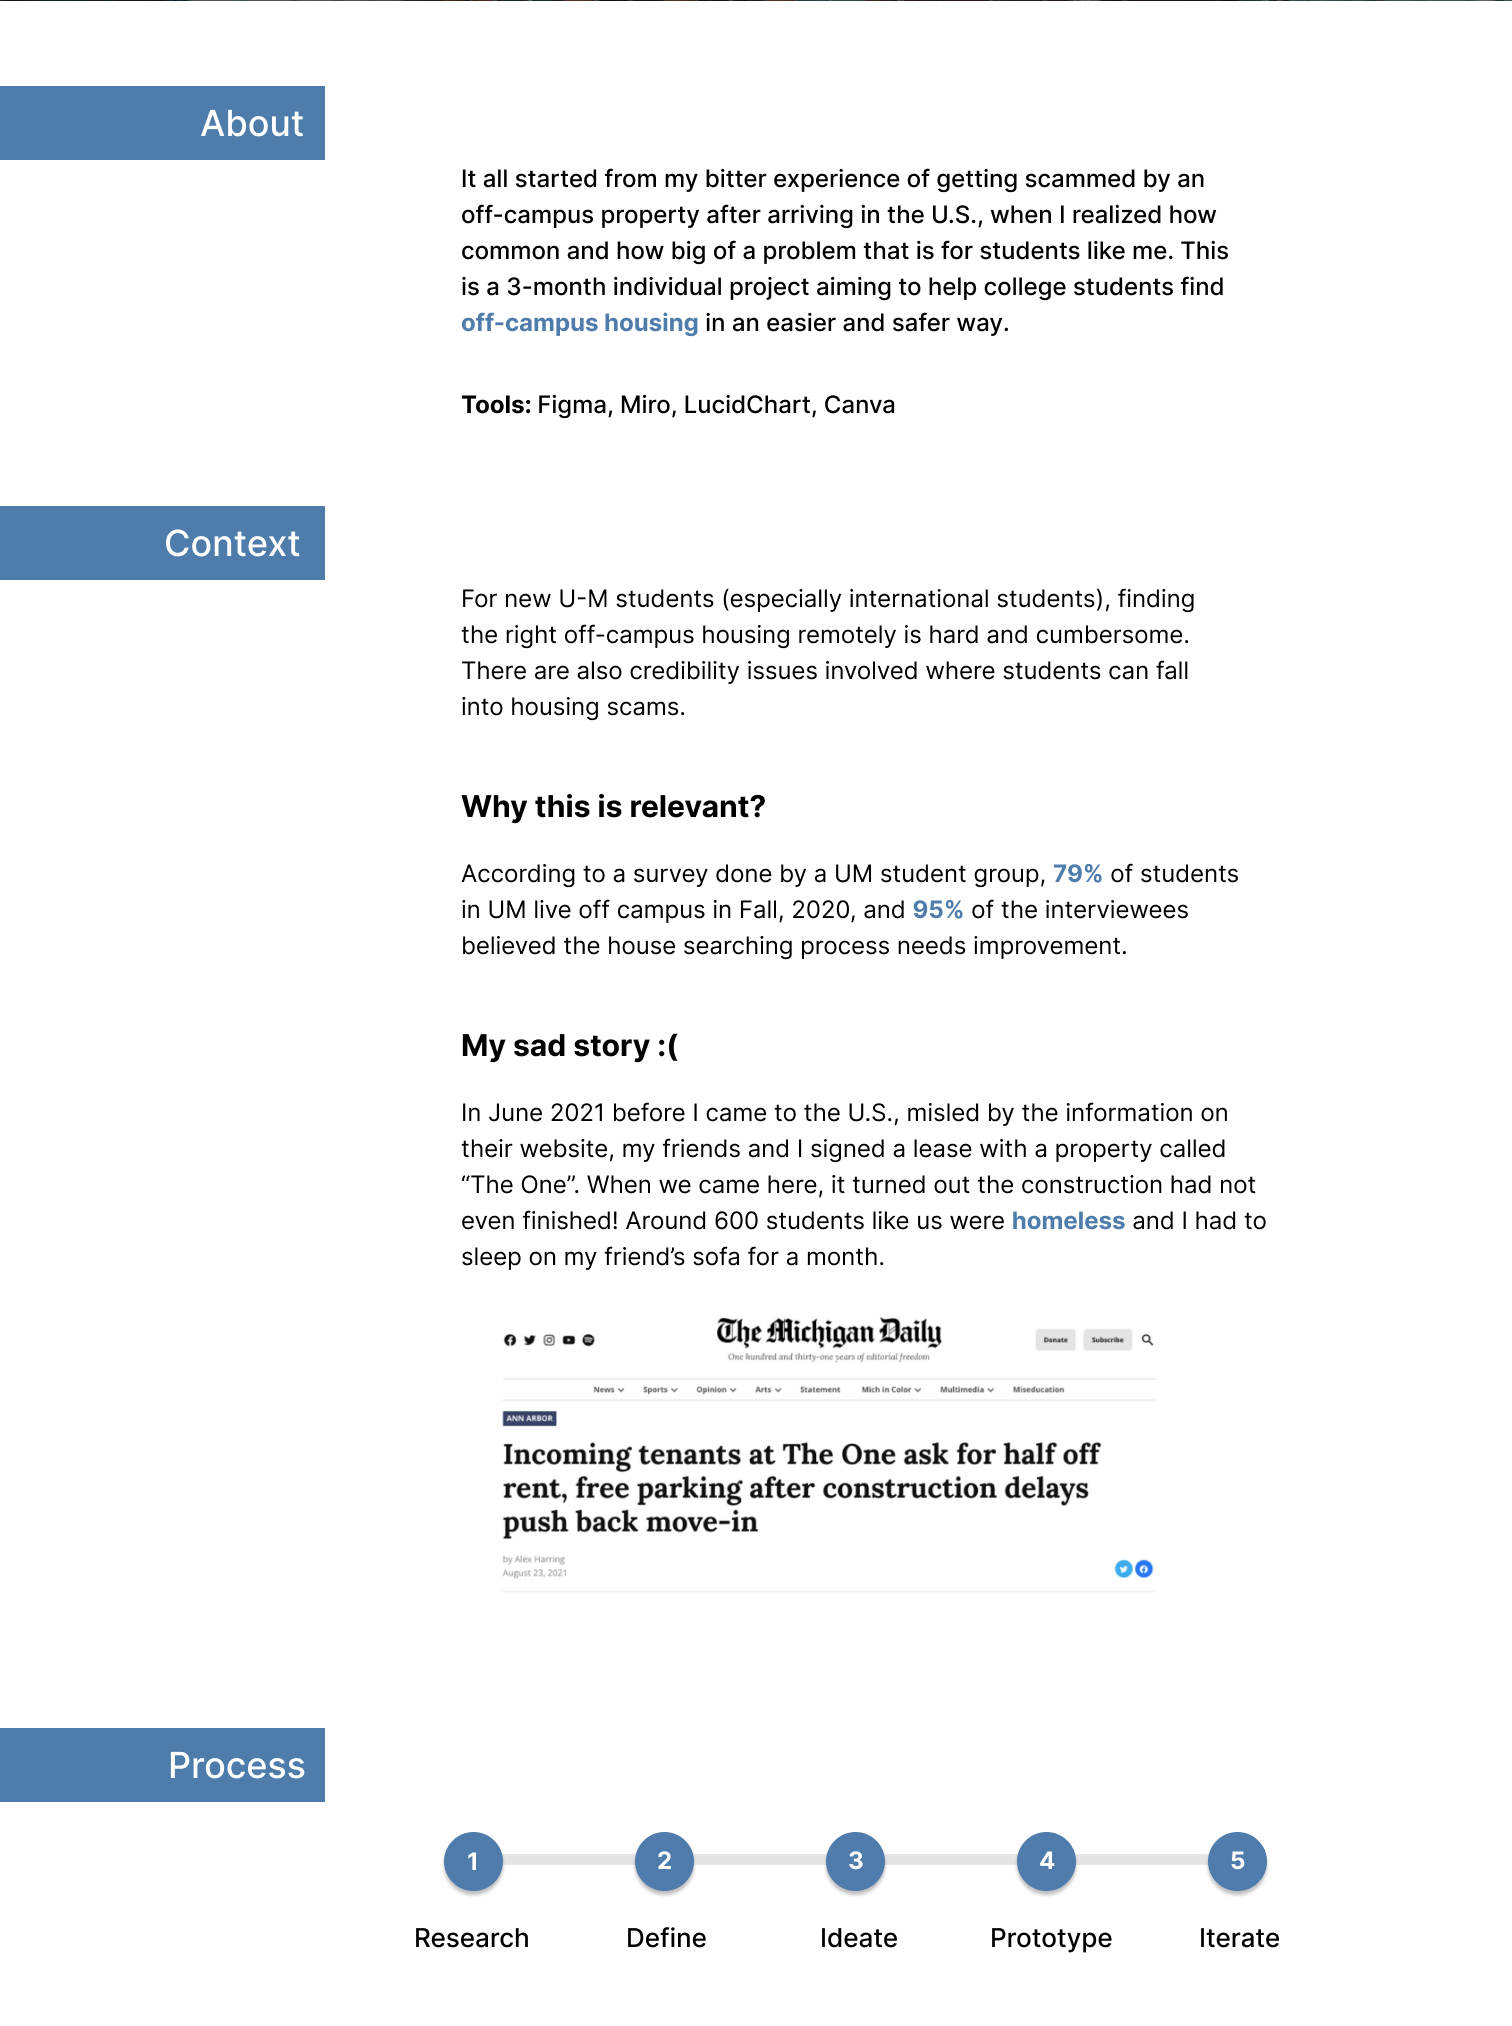 About
It all started from my bitter experience of getting scammed by an
off-campus property after arriving in the U.S., when I realized how
common and how big of a problem that is for students like me. This
is a 3-month individual project aiming to help college students find
off-campus housing in an easier and safer way.
Tools: Figma, Miro, LucidChart, Canva
Context
For new U-M students (especially international students), finding
the right off-campus housing remotely is hard and cumbersome.
There are also credibility issues involved where students can fall
into housing scams.
Why this is relevant?
According to a survey done by a UM student group, 79% of students
in UM live off campus in Fall, 2020, and 95% of the interviewees
believed the house searching process needs improvement.
My sad story :(
In June 2021 before I came to the U.S., misled by the information on
their website, my friends and I signed a lease with a property called
“The One”. When we came here, it turned out the construction had not
even finished! Around 600 students like us were homeless and I had to
sleep on my friend’s sofa for a month.
The Michigan Daily
One hundred and thirty-one years of editorial freedom
Donate Subscribe
News Sports Opinion Arts Statement Mich in Color Multimedia Miseducation
ANN ARBOR
Incoming tenants at The One ask for half off
rent, free parking after construction delays
push back move-in
by Alex Harring
August 23, 2021
Process
1 2 3 4 5
Research Define Ideate Prototype Iterate